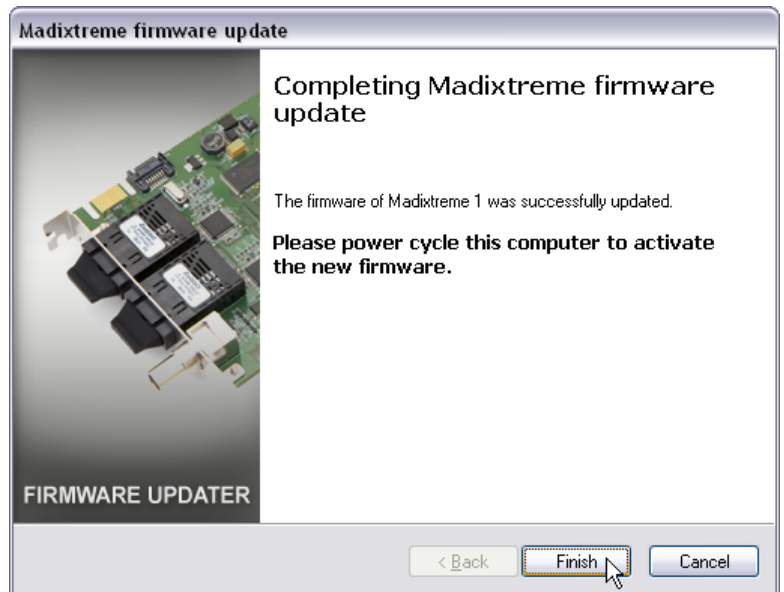 Madixtreme firmware update
Completing Madixtreme firmware
update
The firmware of Madixtreme 1 was successfully updated.
Please power cycle this computer to activate
the new firmware.
FIRMWARE UPDATER
< Back
Finish
Cancel